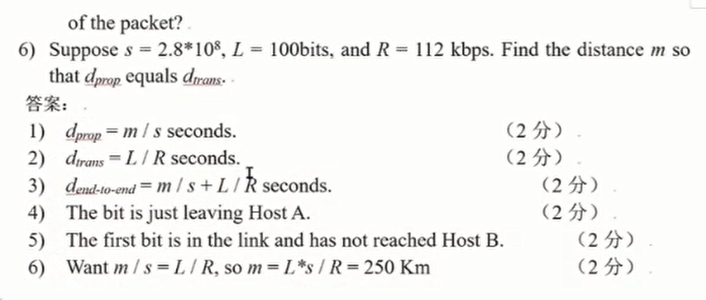 of the packet?
6) Suppose s = 2.8*10⁸, L = 100bits, and R = 112 kbps. Find the distance m so
that dprop equals dtrans.
答案：
1) dprop = m / s seconds. （2 分）
2) dtrans = L / R seconds. （2 分）
3) dend-to-end = m / s + L / R seconds. （2 分）
4) The bit is just leaving Host A. （2 分）
5) The first bit is in the link and has not reached Host B. （2 分）
6) Want m / s = L / R, so m = L*s / R = 250 Km （2 分）